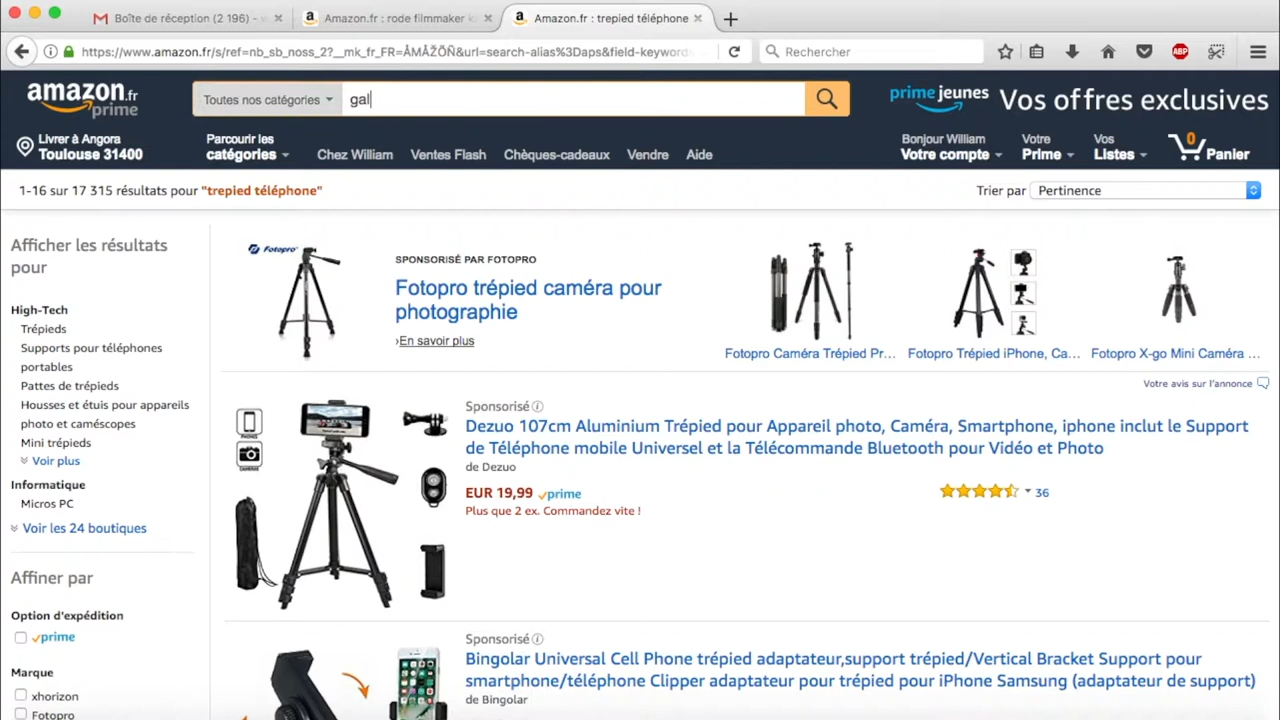 Boîte de réception (2 196) -
Amazon.fr : rode filmmaker k
Amazon.fr : trepied téléphone
https://www.amazon.fr/s/ref=nb_sb_noss_2?__mk_fr_FR=ÅMÅŽÕÑ&url=search-alias%3Daps&field-keyword
Rechercher
ABP
amazon.fr
prime
Toutes nos catégories
gal
prime jeunes
Vos offres exclusives
Livrer à Angora
Toulouse 31400
Parcourir les
catégories
Chez William
Ventes Flash
Chèques-cadeaux
Vendre
Aide
Bonjour William
Votre compte
Votre
Prime
Vos
Listes
0
Panier
1-16 sur 17 315 résultats pour "trepied téléphone"
Trier par
Pertinence
Afficher les résultats
pour
High-Tech
Trépieds
Supports pour téléphones
portables
Pattes de trépieds
Housses et étuis pour appareils
photo et caméscopes
Mini trépieds
Voir plus
Informatique
Micros PC
Voir les 24 boutiques
Affiner par
Option d'expédition
prime
Marque
xhorizon
Fotopro
Fotopro
SPONSORISÉ PAR FOTOPRO
Fotopro trépied caméra pour
photographie
›En savoir plus
Fotopro Caméra Trépied Pr...
Fotopro Trépied iPhone, Ca...
Fotopro X-go Mini Caméra ...
Votre avis sur l'annonce
PHONES
CAMERAS
Sponsorisé
Dezuo 107cm Aluminium Trépied pour Appareil photo, Caméra, Smartphone, iphone inclut le Support
de Téléphone mobile Universel et la Télécommande Bluetooth pour Vidéo et Photo
de Dezuo
EUR 19,99 prime
Plus que 2 ex. Commandez vite !
36
Sponsorisé
Bingolar Universal Cell Phone trépied adaptateur,support trépied/Vertical Bracket Support pour
smartphone/téléphone Clipper adaptateur pour trépied pour iPhone Samsung (adaptateur de support)
de Bingolar